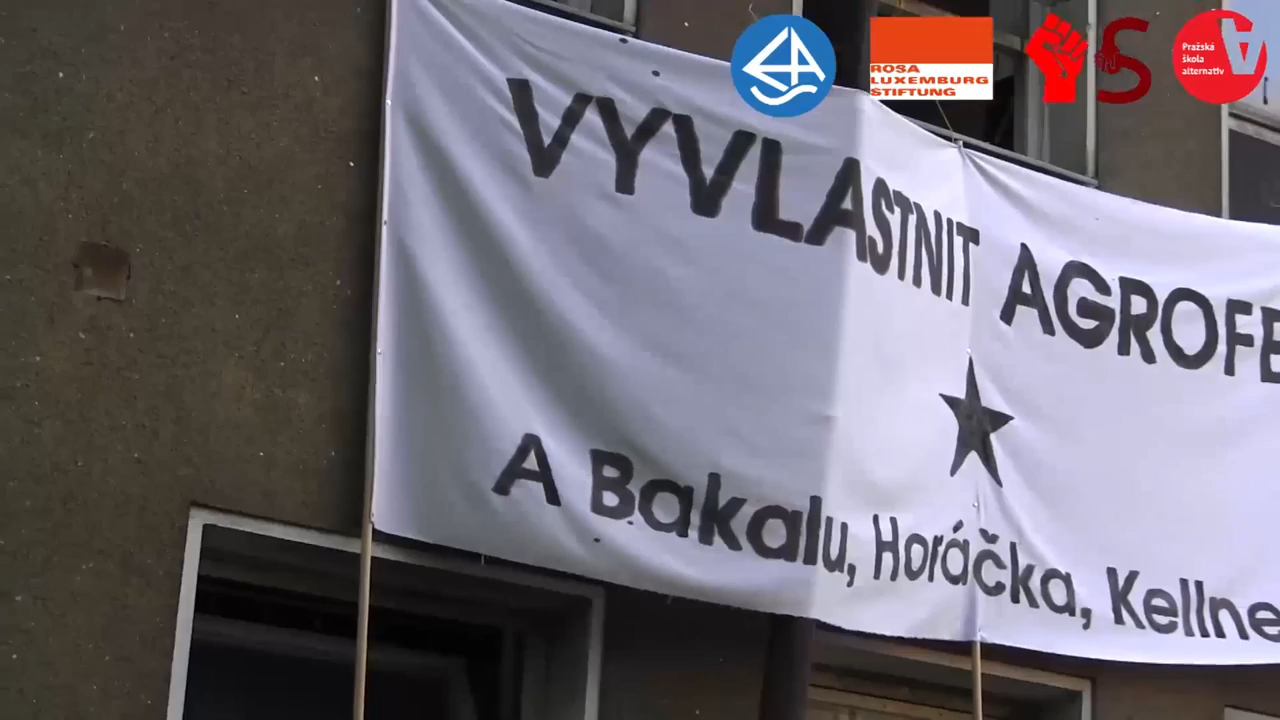 ROSA
LUXEMBURG
STIFTUNG
S
Pražská
škola
alternativ
VYVLASTNIT AGROFE
A Bakalu, Horáčka, Kellne